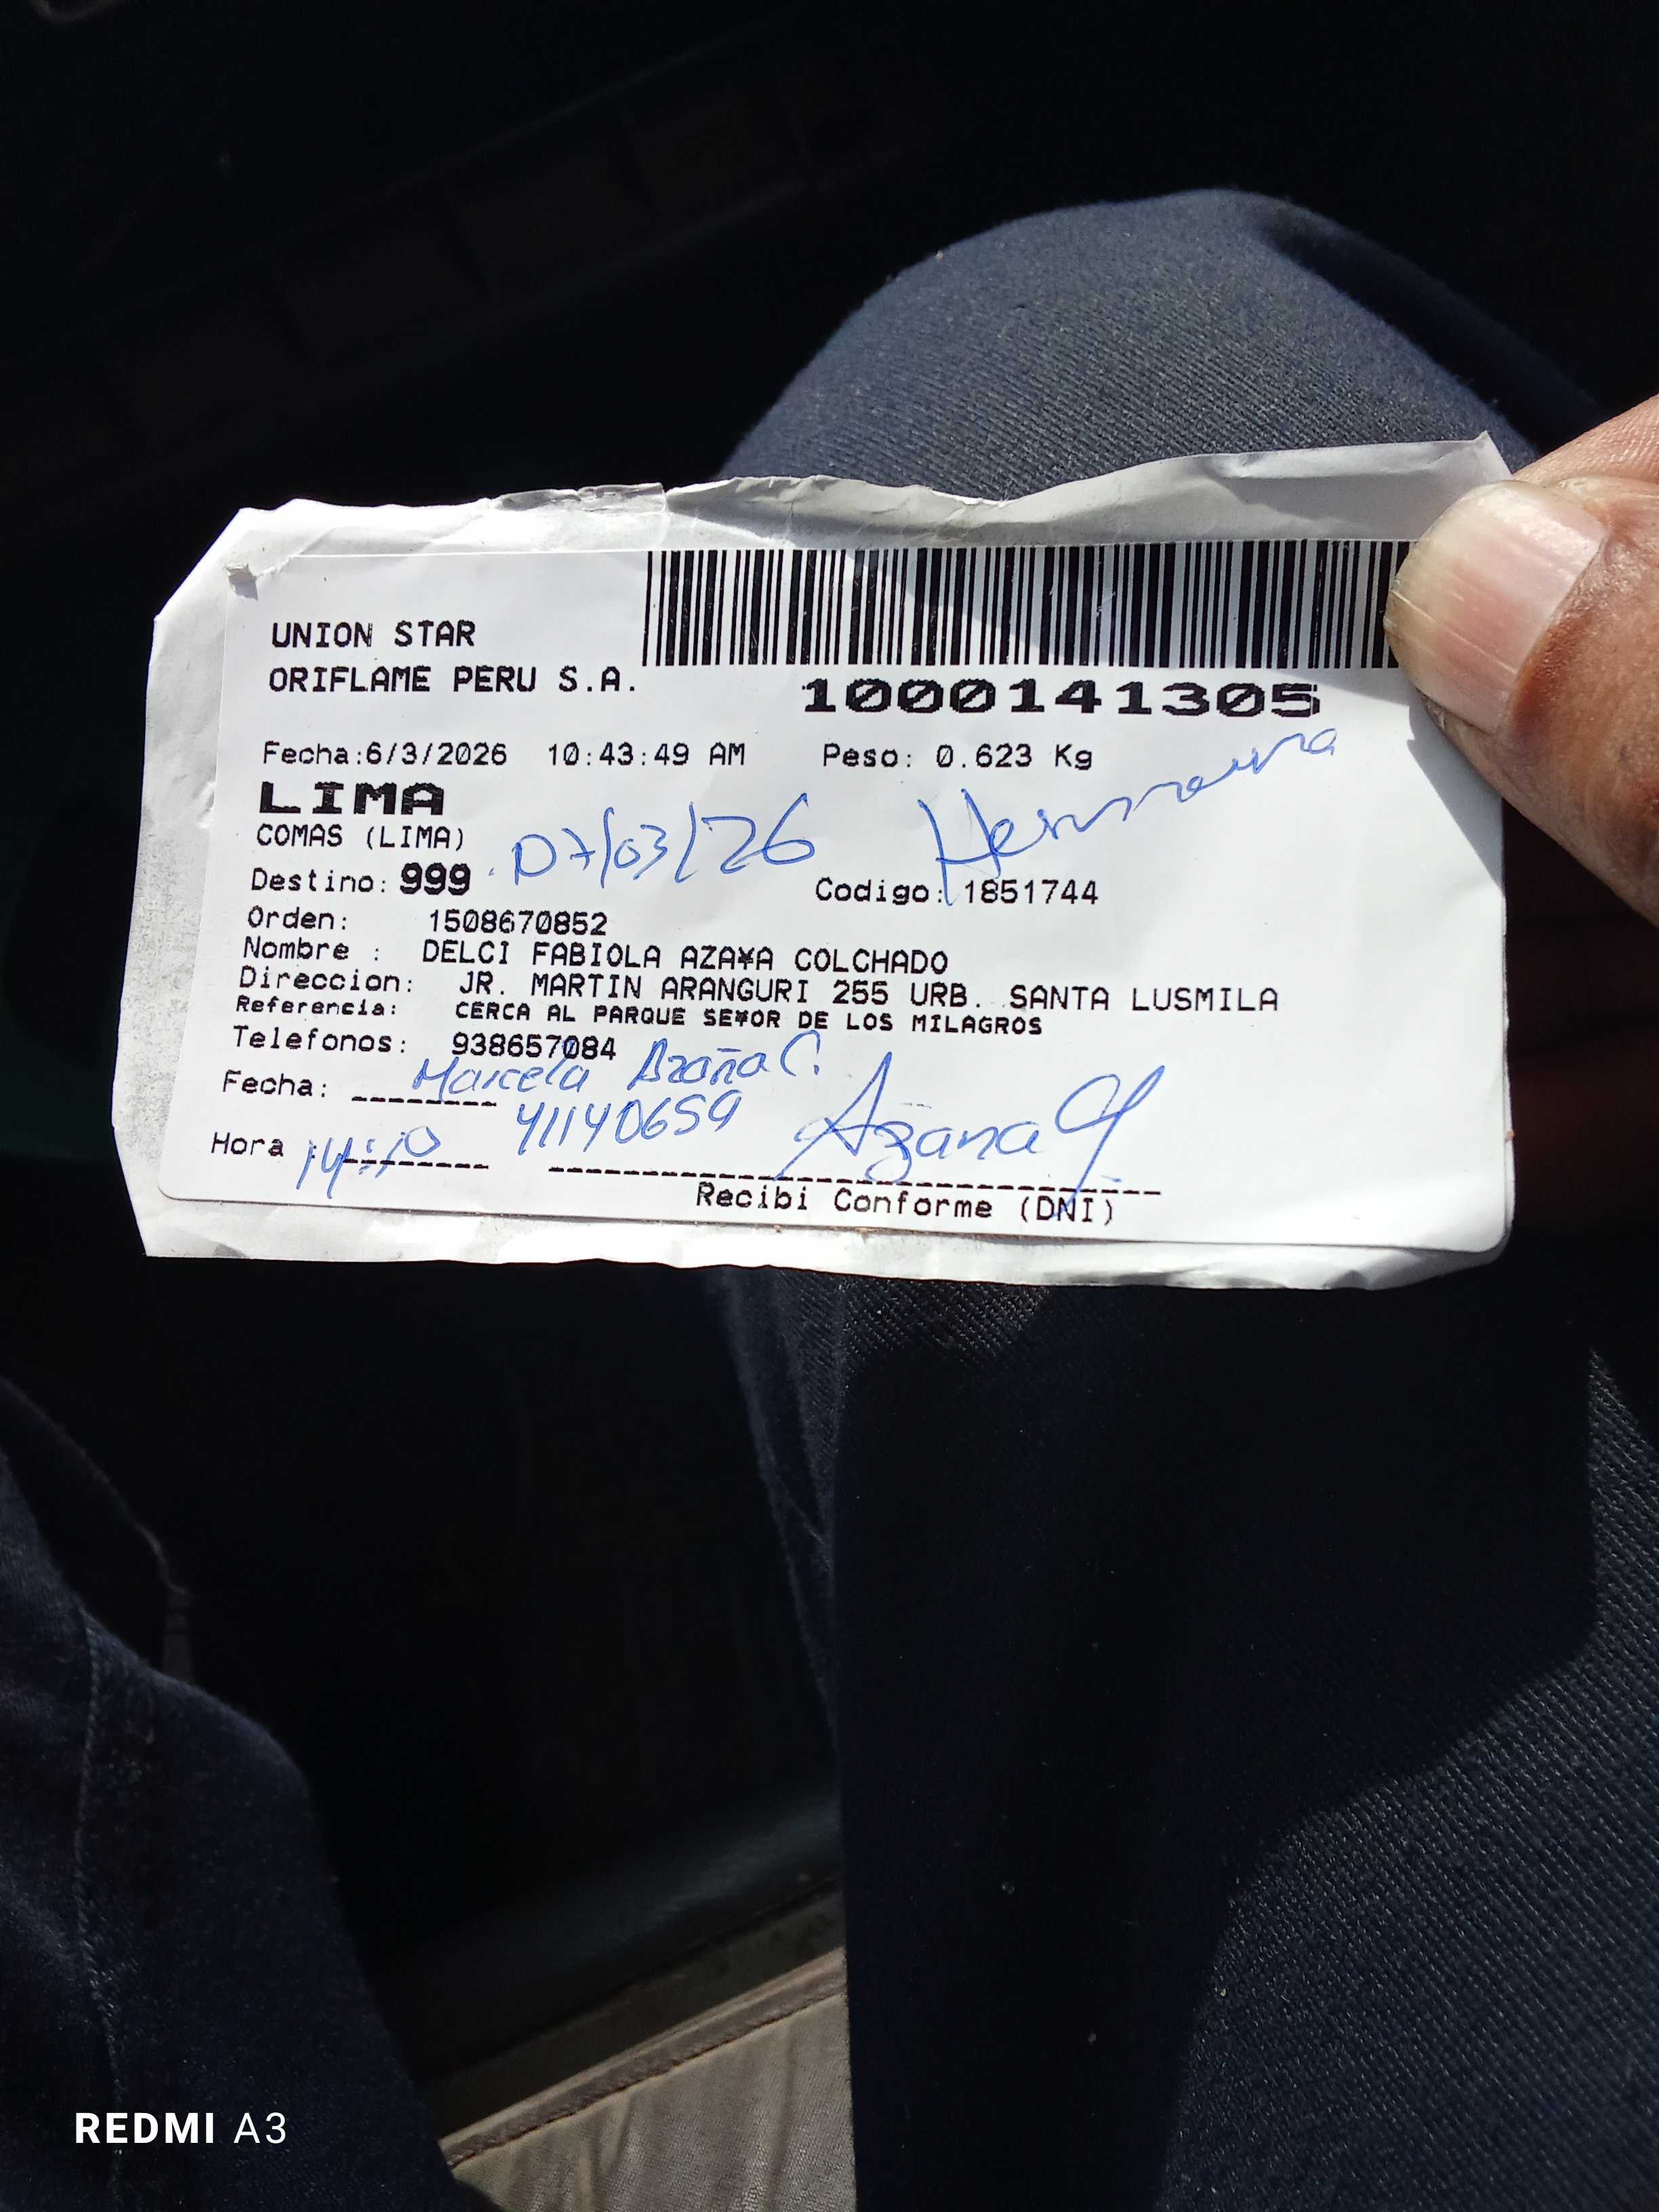 UNION STAR
ORIFLAME PERU S.A.
1000141305
Fecha:6/3/2026 10:43:49 AM Peso: 0.623 Kg
Hermana
LIMA
COMAS (LIMA)
07/03/26
Destino: 999
Codigo: 1851744
Orden: 1508670852
Nombre : DELCI FABIOLA AZA¥A COLCHADO
Direccion: JR. MARTIN ARANGURI 255 URB. SANTA LUSMILA
Referencia: CERCA AL PARQUE SE¥OR DE LOS MILAGROS
Telefonos: 938657084
Marcela Azaña C.
Fecha:
41140659
Azana
Hora : 14:10
Recibi Conforme (DNI)
REDMI A3